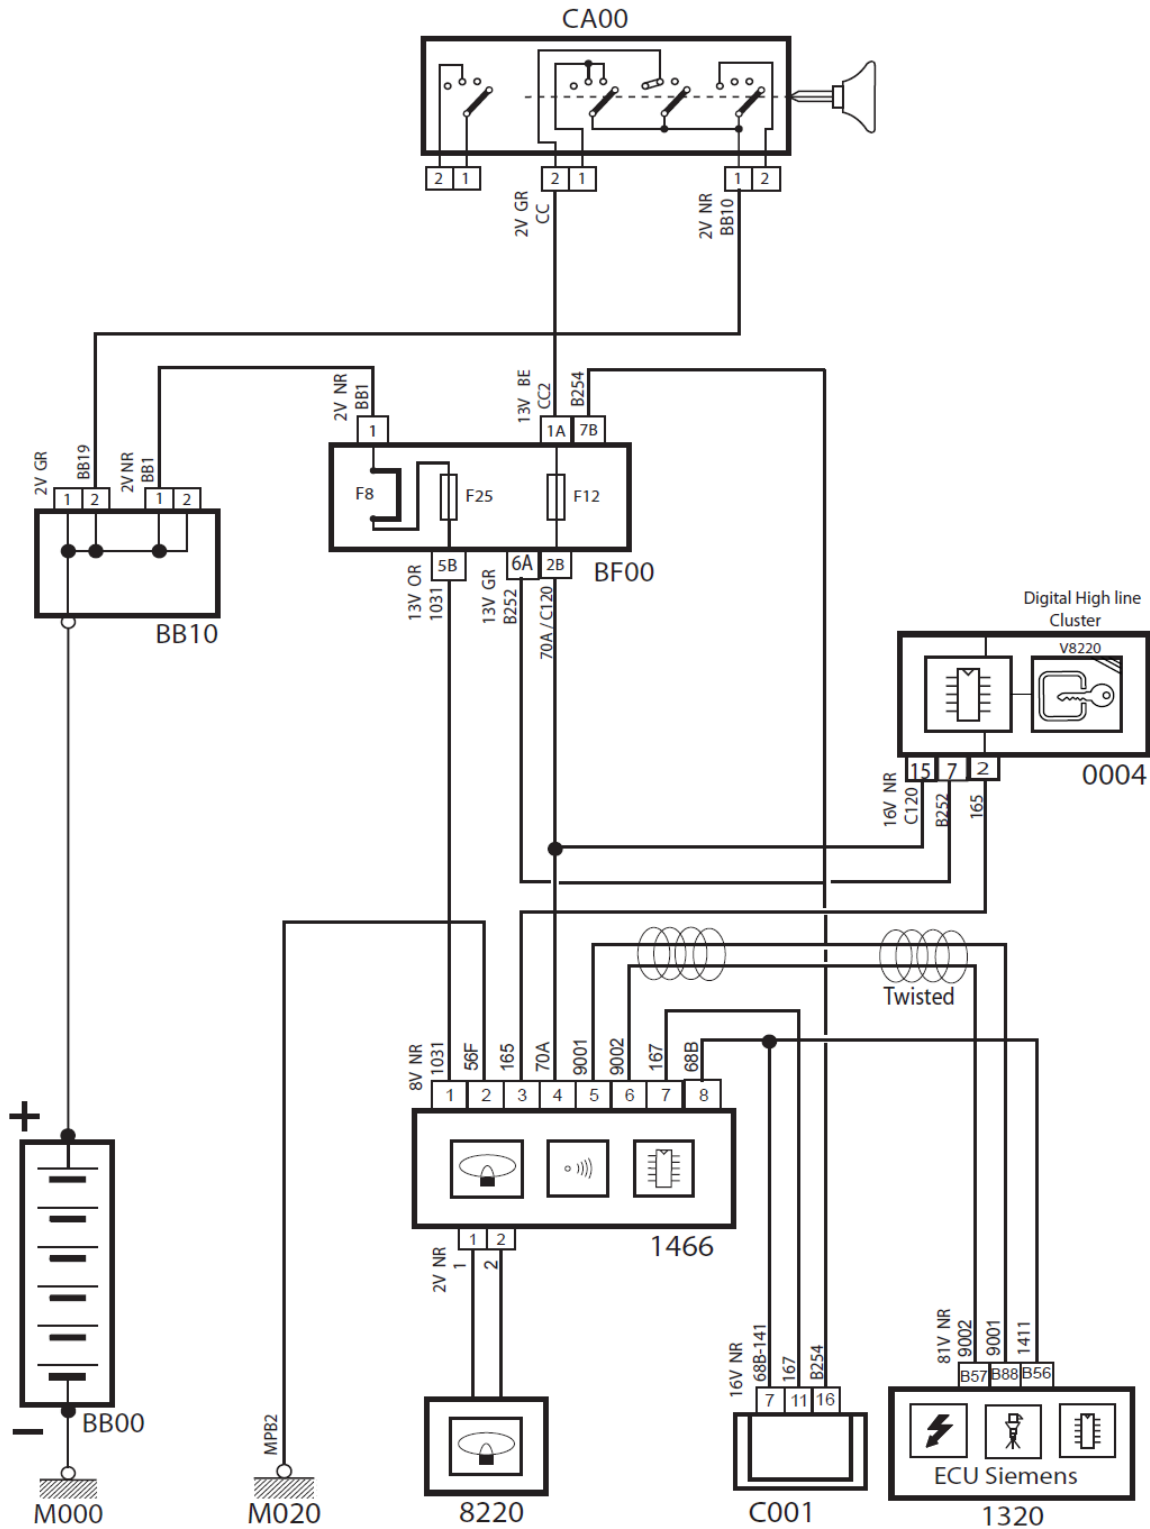 CA00
2 1
2 1
1 2
2V GR
CC
2V NR
BB10
2V NR
BB1
13V BE
CC2
B254
1
1A 7B
2V GR
BB19
2V NR
BB1
1 2
1 2
F8
F25
F12
BB10
5B
6A
2B
BF00
13V OR
1031
13V GR
B252
70A / C120
Digital High line
Cluster
V8220
15 7 2
0004
16V NR
C120
B252
165
Twisted
8V NR
1031
56F
165
70A
9001
9002
167
68B
1 2 3 4 5 6 7 8
+
1 2
1466
2V NR
1
2
81V NR
9002
9001
1411
16V NR
68B-141
167
B254
B57 B88 B56
7 11 16
BB00
−
MPB2
ECU Siemens
M000
M020
8220
C001
1320